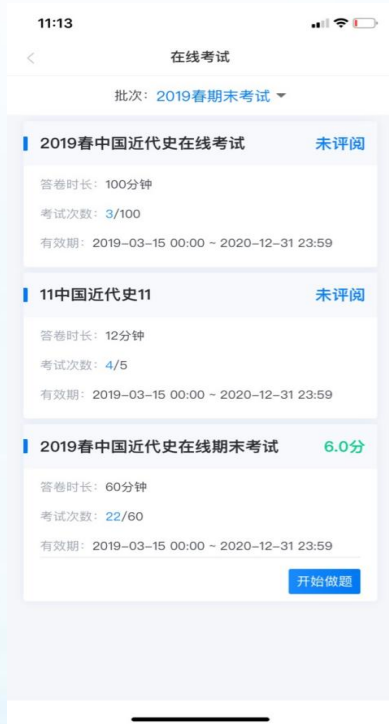 11:13
在线考试
批次：2019春期末考试
2019春中国近代史在线考试 未评阅
答卷时长：100分钟
考试次数：3/100
有效期：2019-03-15 00:00 ~ 2020-12-31 23:59
11中国近代史11 未评阅
答卷时长：12分钟
考试次数：4/5
有效期：2019-03-15 00:00 ~ 2020-12-31 23:59
2019春中国近代史在线期末考试 6.0分
答卷时长：60分钟
考试次数：22/60
有效期：2019-03-15 00:00 ~ 2020-12-31 23:59
开始做题